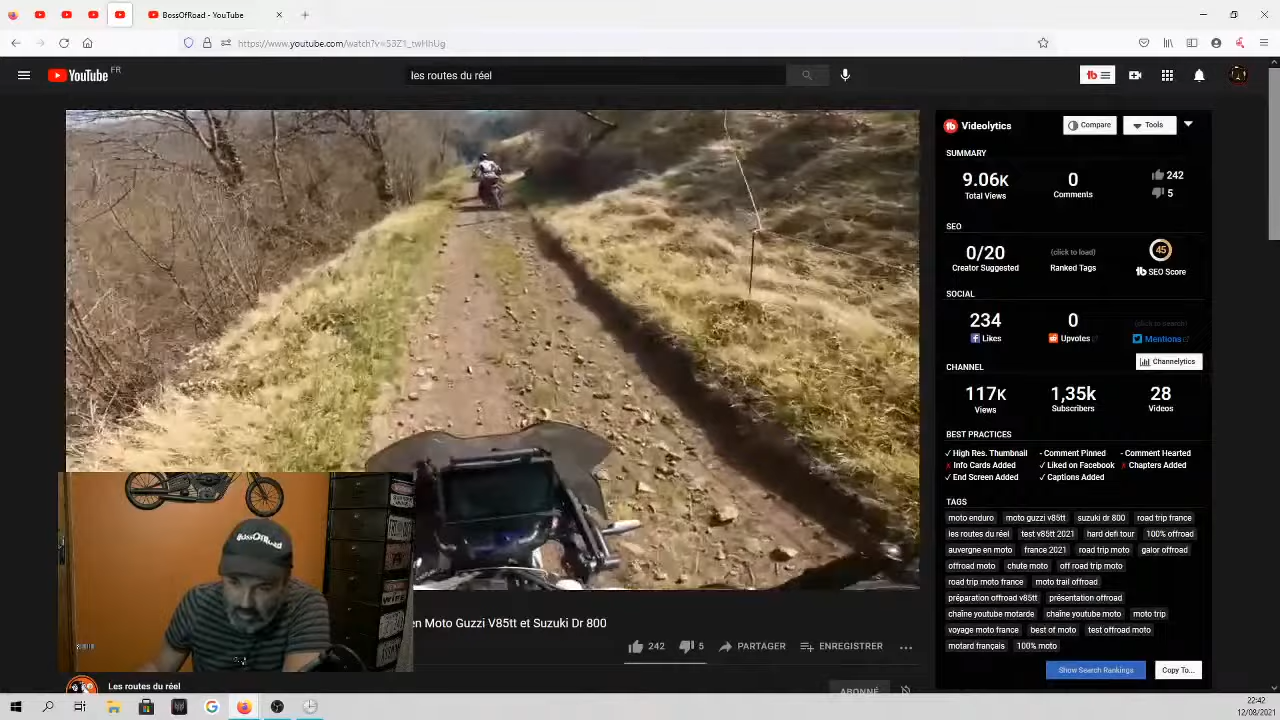 BossOfRoad - YouTube
https://www.youtube.com/watch?v=S3Z1_twHhUg
YouTube FR
les routes du réel
Videolytics
Compare
Tools
SUMMARY
9.06K
0
242
5
Total Views
Comments
SEO
0/20
(click to load)
45
Creator Suggested
Ranked Tags
SEO Score
SOCIAL
234
0
(click to search)
Likes
Upvotes
Mentions
CHANNEL
Channelytics
117K
1,35k
28
Views
Subscribers
Videos
BEST PRACTICES
✓ High Res. Thumbnail - Comment Pinned - Comment Hearted
✗ Info Cards Added ✓ Liked on Facebook ✗ Chapters Added
✓ End Screen Added ✓ Captions Added
TAGS
moto enduro moto guzzi v85tt suzuki dr 800 road trip france
les routes du réel test v85tt 2021 hard defi tour 100% offroad
auvergne en moto france 2021 road trip moto galor offroad
offroad moto chute moto off road trip moto
road trip moto france moto trail offroad
préparation offroad v85tt présentation offroad
chaîne youtube motarde chaîne youtube moto moto trip
voyage moto france best of moto test offroad moto
motard français 100% moto
Show Search Rankings
Copy To...
BossOfRoad
en Moto Guzzi V85tt et Suzuki Dr 800
242
5
PARTAGER
ENREGISTRER
Les routes du réel
ABONNÉ
22:42
12/08/2021